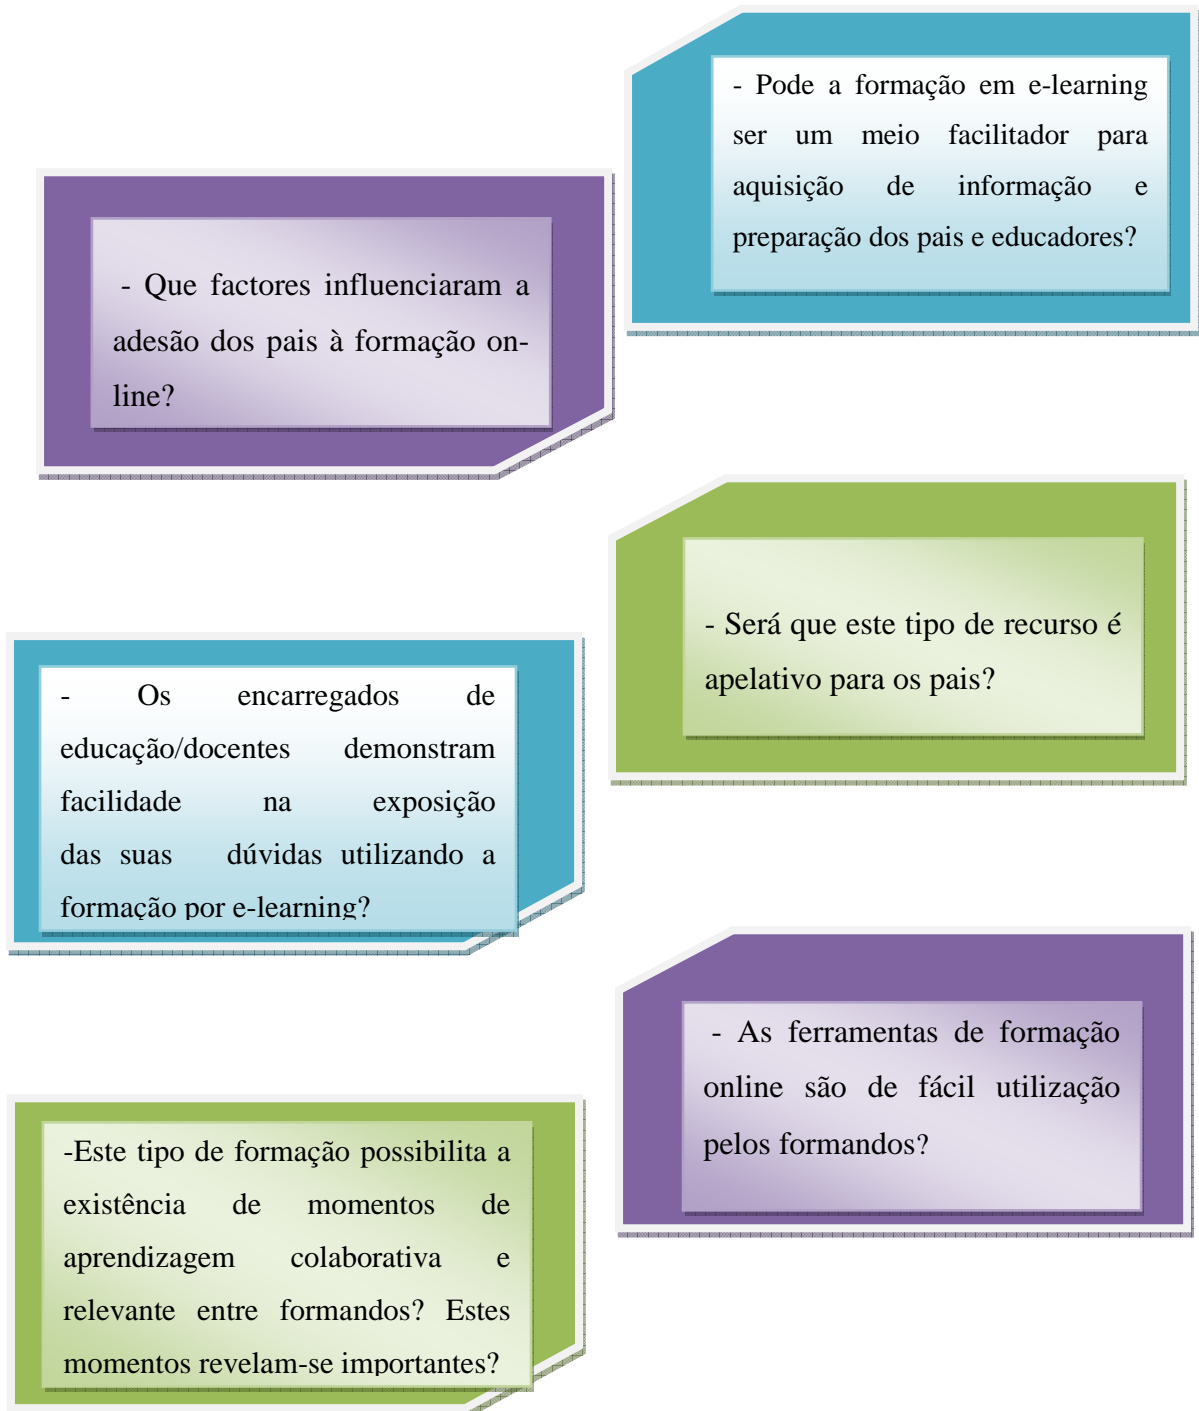 - Pode a formação em e-learning
ser um meio facilitador para
aquisição de informação e
preparação dos pais e educadores?
- Que factores influenciaram a
adesão dos pais à formação on-
line?
- Será que este tipo de recurso é
apelativo para os pais?
- Os encarregados de
educação/docentes demonstram
facilidade na exposição
das suas dúvidas utilizando a
formação por e-learning?
- As ferramentas de formação
online são de fácil utilização
pelos formandos?
-Este tipo de formação possibilita a
existência de momentos de
aprendizagem colaborativa e
relevante entre formandos? Estes
momentos revelam-se importantes?